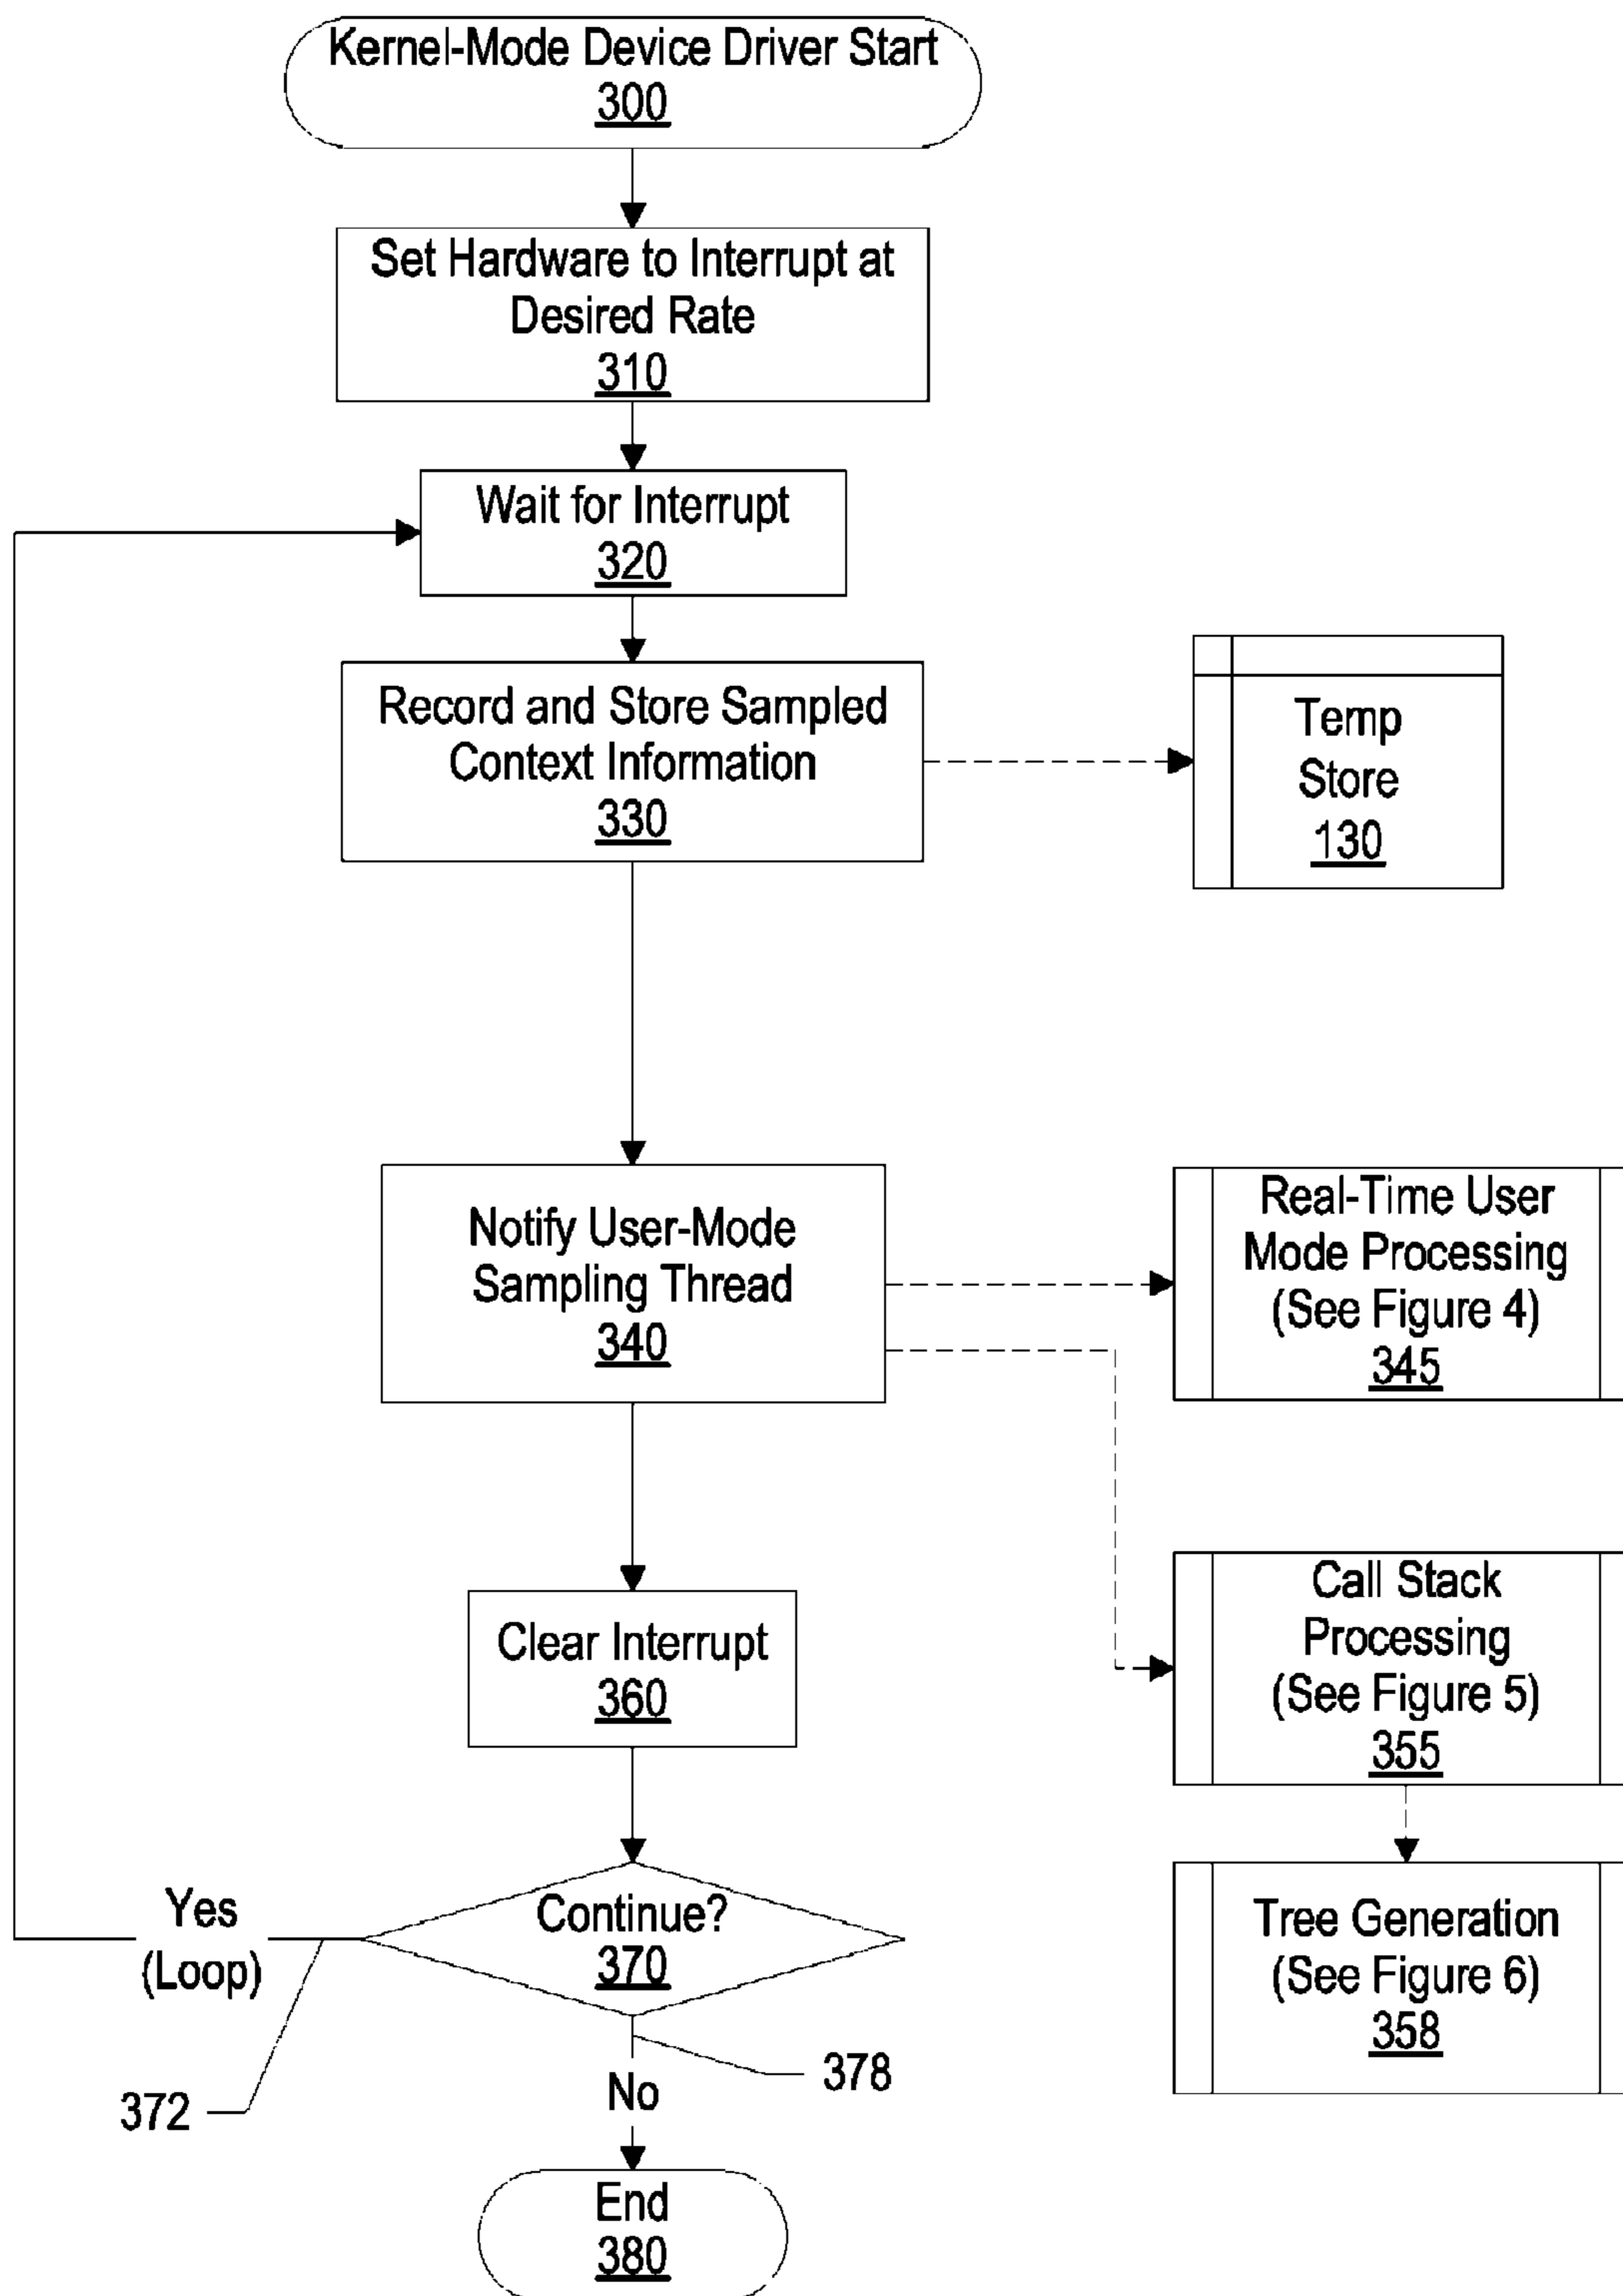 Kernel-Mode Device Driver Start
300
Set Hardware to Interrupt at
Desired Rate
310
Wait for Interrupt
320
Record and Store Sampled
Context Information
330
Temp
Store
130
Notify User-Mode
Sampling Thread
340
Real-Time User
Mode Processing
(See Figure 4)
345
Call Stack
Processing
(See Figure 5)
355
Clear Interrupt
360
Continue?
370
Yes
(Loop)
372
378
No
Tree Generation
(See Figure 6)
358
End
380